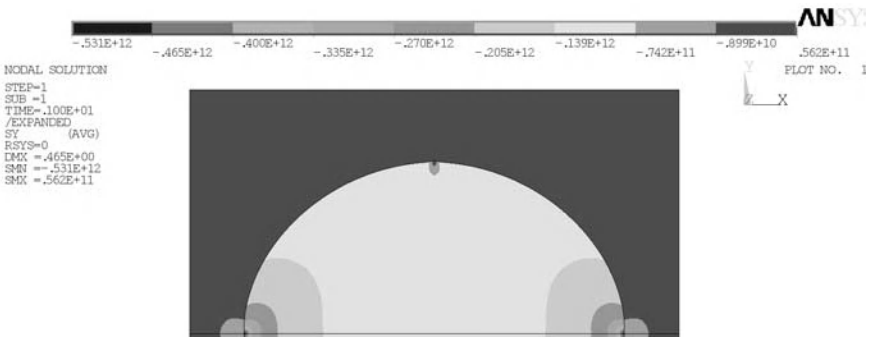 ANSYS
-.531E+12 -.400E+12 -.270E+12 -.139E+12 -.899E+10
-.465E+12 -.335E+12 -.205E+12 -.742E+11 .562E+11
NODAL SOLUTION
PLOT NO. 1
STEP=1
SUB =1
TIME=.100E+01
/EXPANDED
SY (AVG)
RSYS=0
DMX =.465E+00
SMN =-.531E+12
SMX =.562E+11
Y
Z X